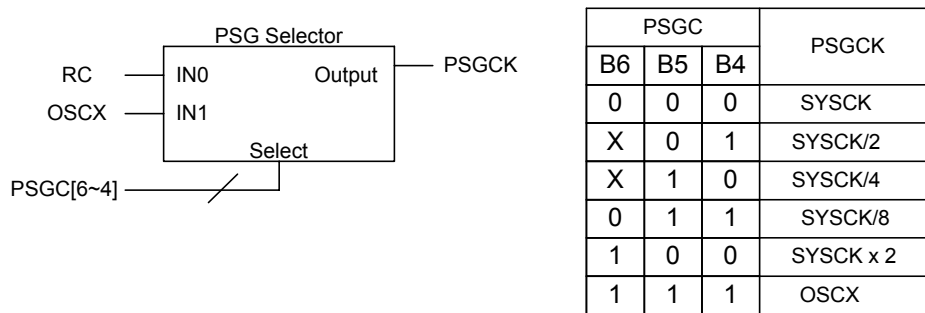 PSG Selector
RC
IN0
Output
PSGCK
OSCX
IN1
Select
PSGC[6~4]
PSGC PSGCK
B6 B5 B4
0 0 0 SYSCK
X 0 1 SYSCK/2
X 1 0 SYSCK/4
0 1 1 SYSCK/8
1 0 0 SYSCK x 2
1 1 1 OSCX